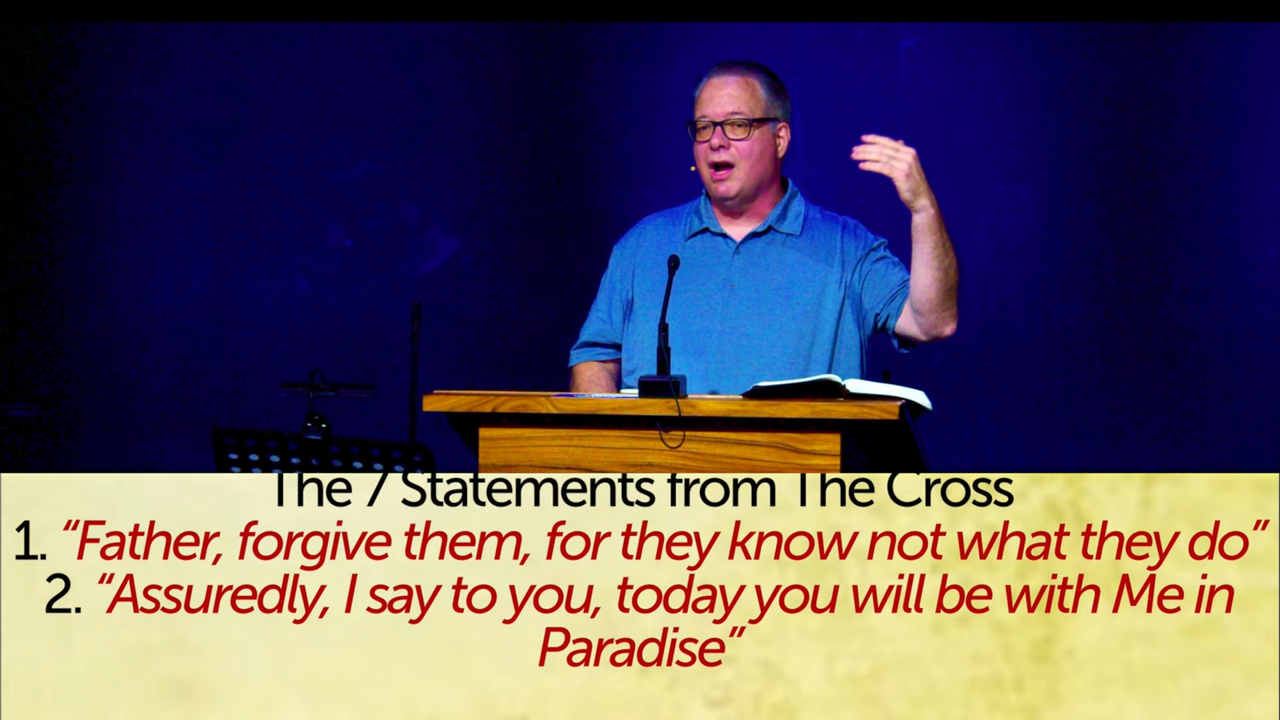 The 7 Statements from The Cross
1. “Father, forgive them, for they know not what they do”
2. “Assuredly, I say to you, today you will be with Me in
Paradise”